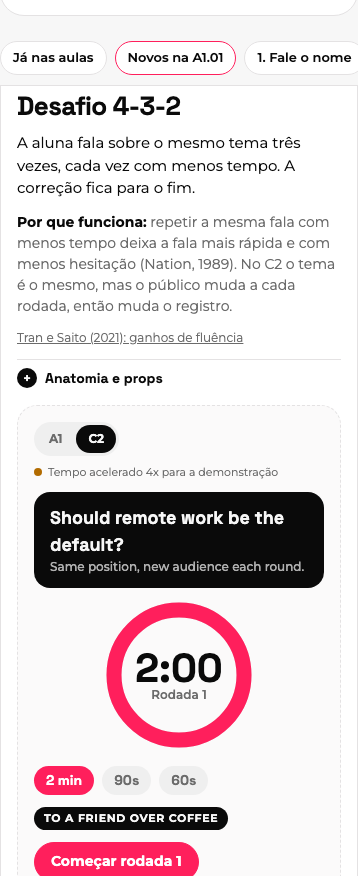 Já nas aulas
Novos na A1.01
1. Fale o nome
Desafio 4-3-2
A aluna fala sobre o mesmo tema três
vezes, cada vez com menos tempo. A
correção fica para o fim.
Por que funciona: repetir a mesma fala com
menos tempo deixa a fala mais rápida e com
menos hesitação (Nation, 1989). No C2 o tema
é o mesmo, mas o público muda a cada
rodada, então muda o registro.
Tran e Saito (2021): ganhos de fluência
+ Anatomia e props
A1
C2
Tempo acelerado 4x para a demonstração
Should remote work be the
default?
Same position, new audience each round.
2:00
Rodada 1
2 min
90s
60s
TO A FRIEND OVER COFFEE
Começar rodada 1